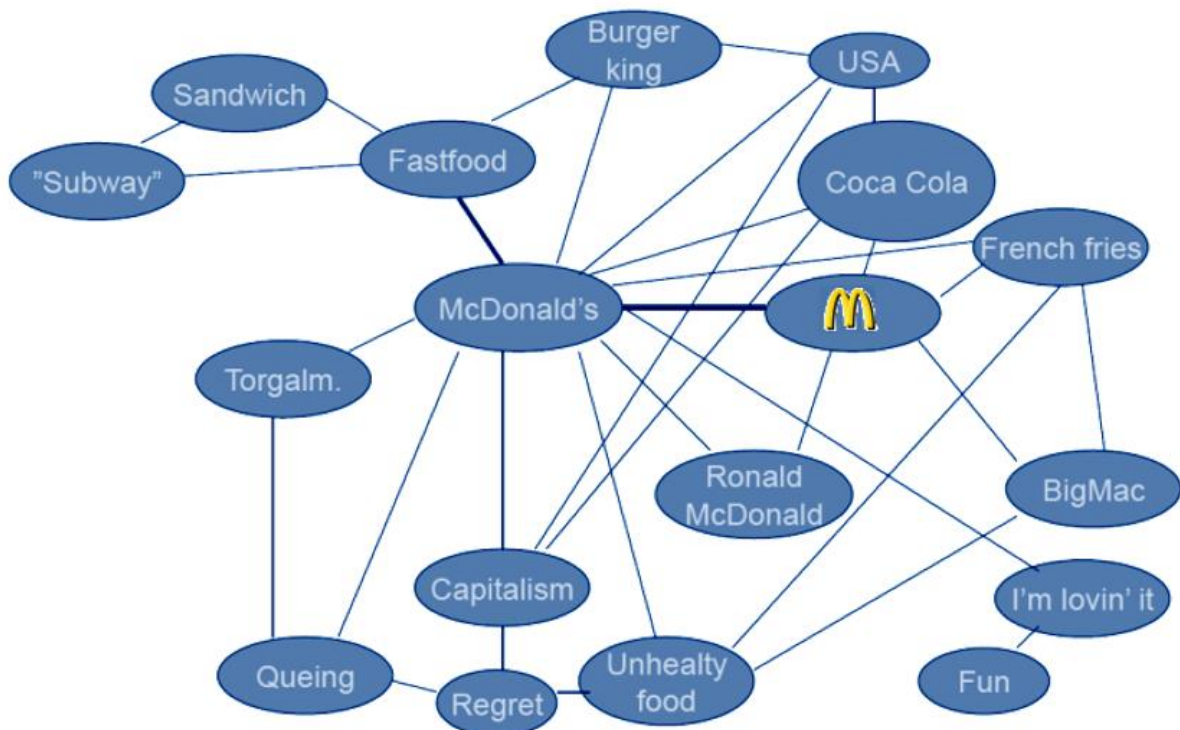 Burger
king
USA
Sandwich
Fastfood
”Subway”
Coca Cola
French fries
McDonald’s
Torgalm.
Ronald
McDonald
BigMac
Capitalism
I’m lovin’ it
Queing
Regret
Unhealty
food
Fun